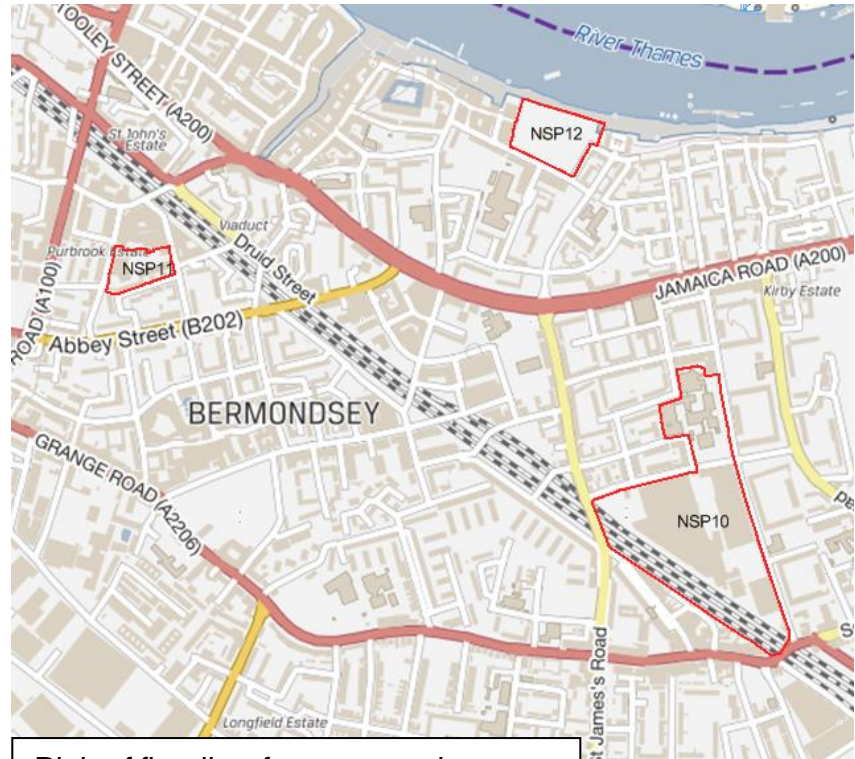 River Thames
TOOLEY STREET (A200)
St John's
Estate
NSP12
Viaduct
Druid Street
Purbrook Estate
NSP11
ROAD (A100)
JAMAICA ROAD (A200)
Kirby Estate
Abbey Street (B202)
BERMONDSEY
GRANGE ROAD (A2206)
NSP10
St James's Road
Longfield Estate